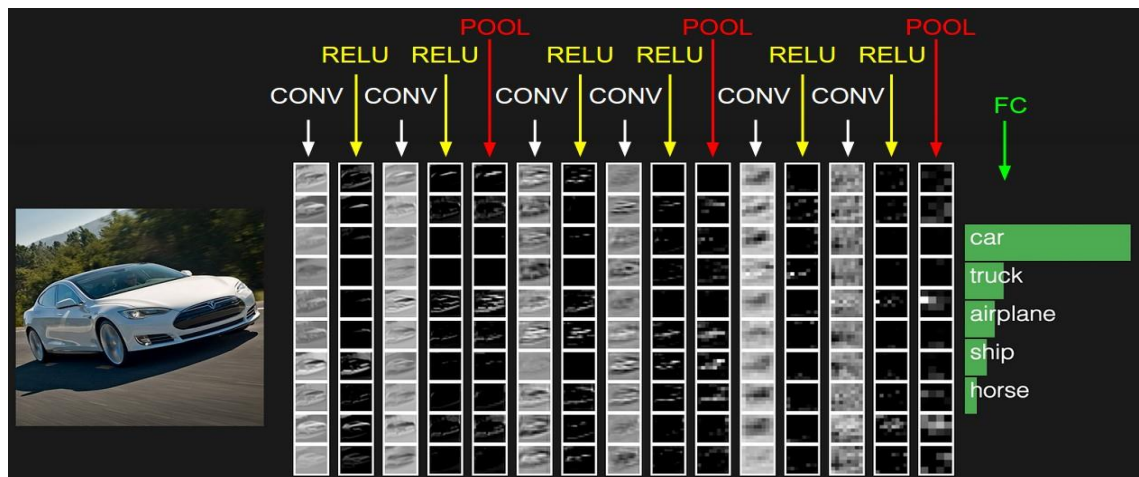 POOL POOL POOL
RELU RELU RELU RELU RELU RELU
CONV CONV CONV CONV CONV CONV
FC
car
truck
airplane
ship
horse